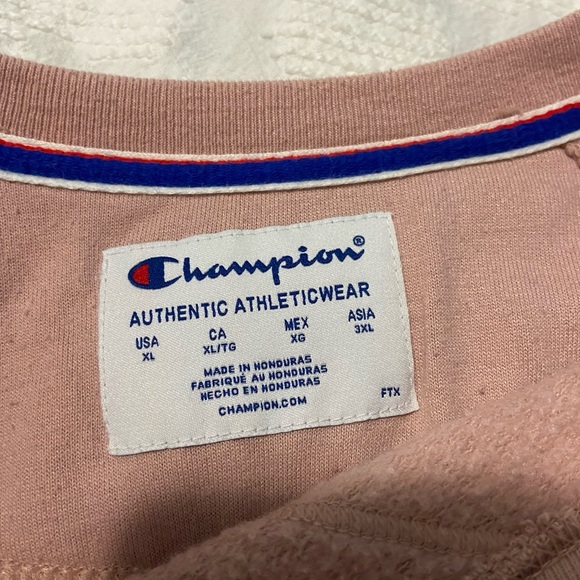 Champion®
AUTHENTIC ATHLETICWEAR
USA CA MEX ASIA
XL XL/TG XG 3XL
MADE IN HONDURAS
FABRIQUÉ AU HONDURAS
HECHO EN HONDURAS
CHAMPION.COM FTX